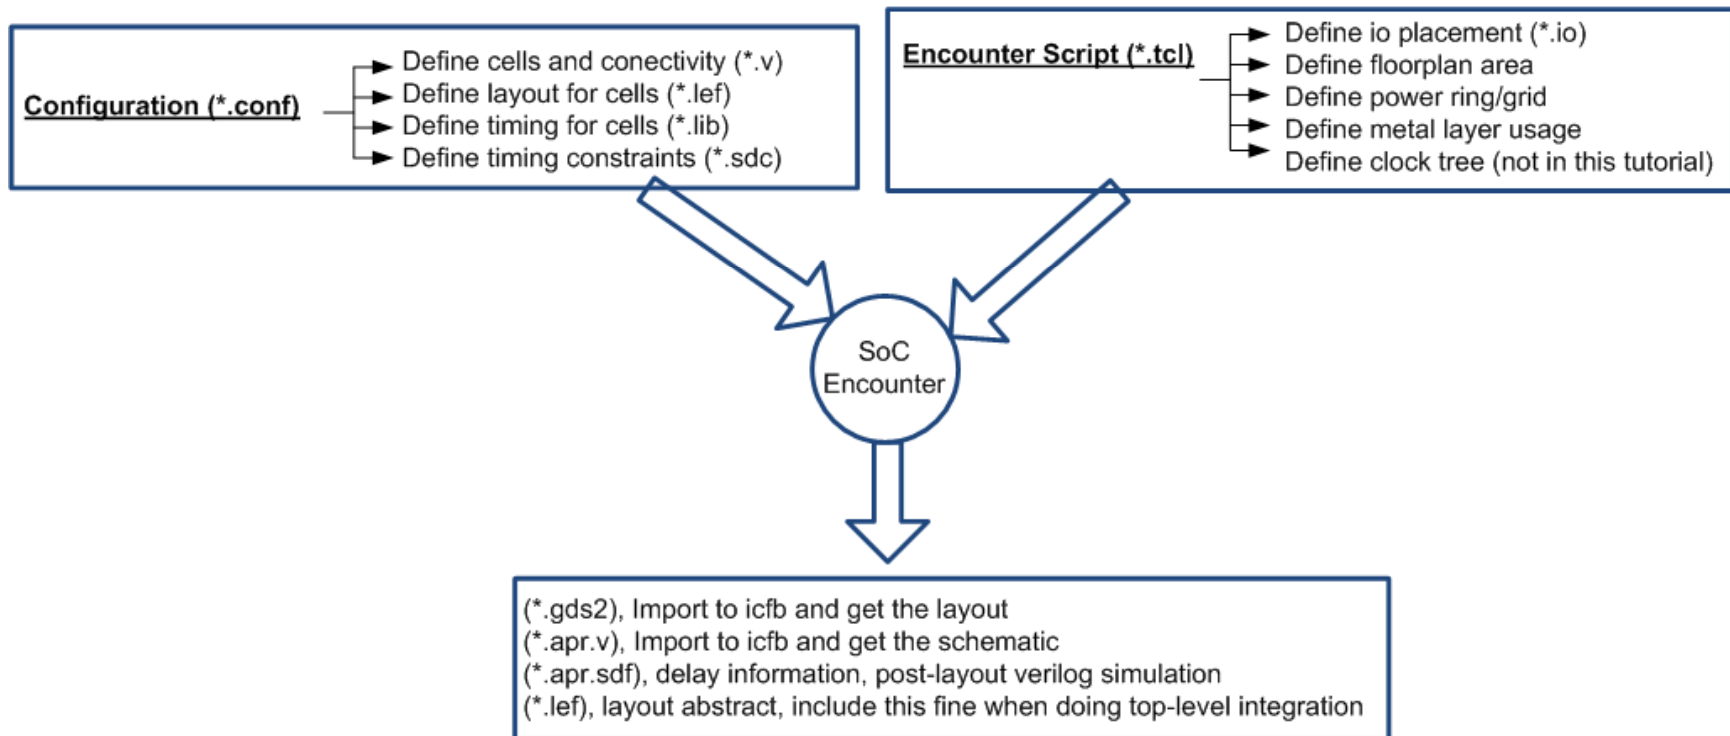 Configuration (*.conf)
Define cells and conectivity (*.v)
Define layout for cells (*.lef)
Define timing for cells (*.lib)
Define timing constraints (*.sdc)
Encounter Script (*.tcl)
Define io placement (*.io)
Define floorplan area
Define power ring/grid
Define metal layer usage
Define clock tree (not in this tutorial)
SoC
Encounter
(*.gds2), Import to icfb and get the layout
(*.apr.v), Import to icfb and get the schematic
(*.apr.sdf), delay information, post-layout verilog simulation
(*.lef), layout abstract, include this fine when doing top-level integration